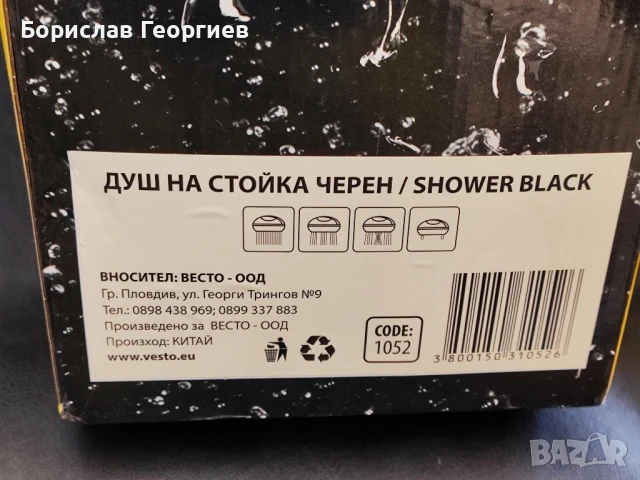 Борислав Георгиев
ДУШ НА СТОЙКА ЧЕРЕН / SHOWER BLACK
ВНОСИТЕЛ: ВЕСТО - ООД
Гр. Пловдив, ул. Георги Трингов №9
Тел.: 0898 438 969; 0899 337 883
Произведено за ВЕСТО - ООД
Произход: КИТАЙ
www.vesto.eu
CODE:
1052
3 800150 310526
BAZAR